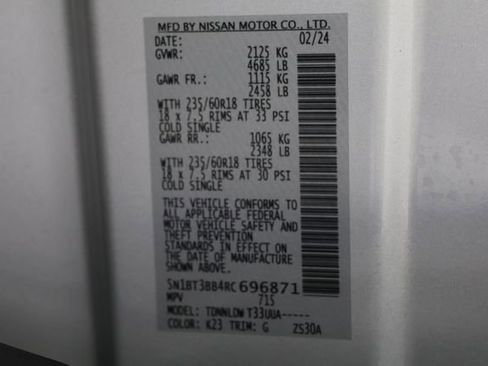 MFD BY NISSAN MOTOR CO., LTD.
DATE: 02/24
GVWR: 2125 KG
4685 LB
GAWR FR.: 1115 KG
2458 LB
WITH 235/60R18 TIRES
18 x 7.5 RIMS AT 33 PSI
COLD SINGLE
GAWR RR.: 1065 KG
2348 LB
WITH 235/60R18 TIRES
18 x 7.5 RIMS AT 30 PSI
COLD SINGLE
THIS VEHICLE CONFORMS TO
ALL APPLICABLE FEDERAL
MOTOR VEHICLE SAFETY AND
THEFT PREVENTION
STANDARDS IN EFFECT ON
THE DATE OF MANUFACTURE
SHOWN ABOVE.
5N1BT3BB4RC696871
MPV 715
MODEL: TDNNLDW T33UUA-----
COLOR: K23 TRIM: G ZS30A